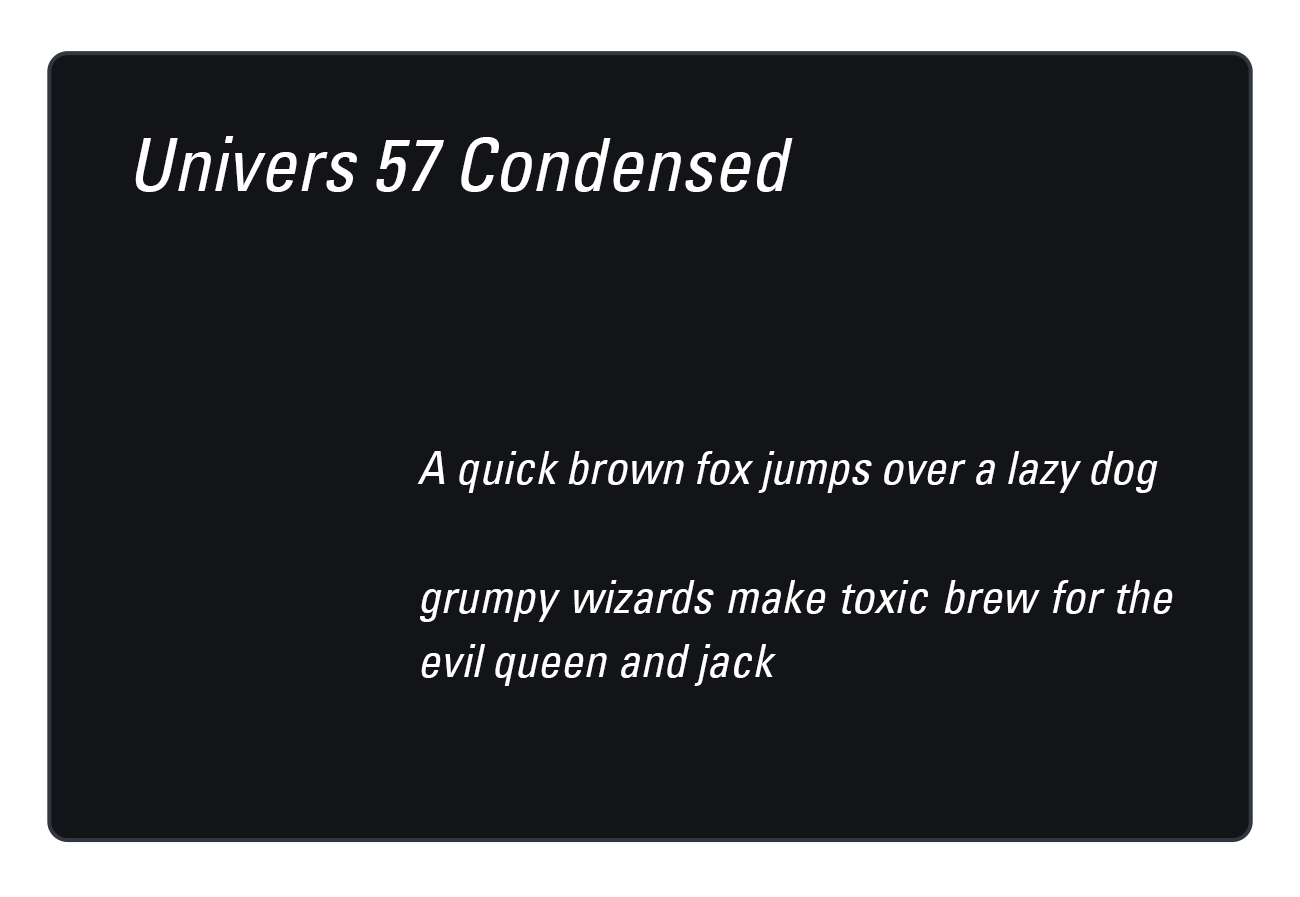 Univers 57 Condensed
A quick brown fox jumps over a lazy dog
grumpy wizards make toxic brew for the
evil queen and jack